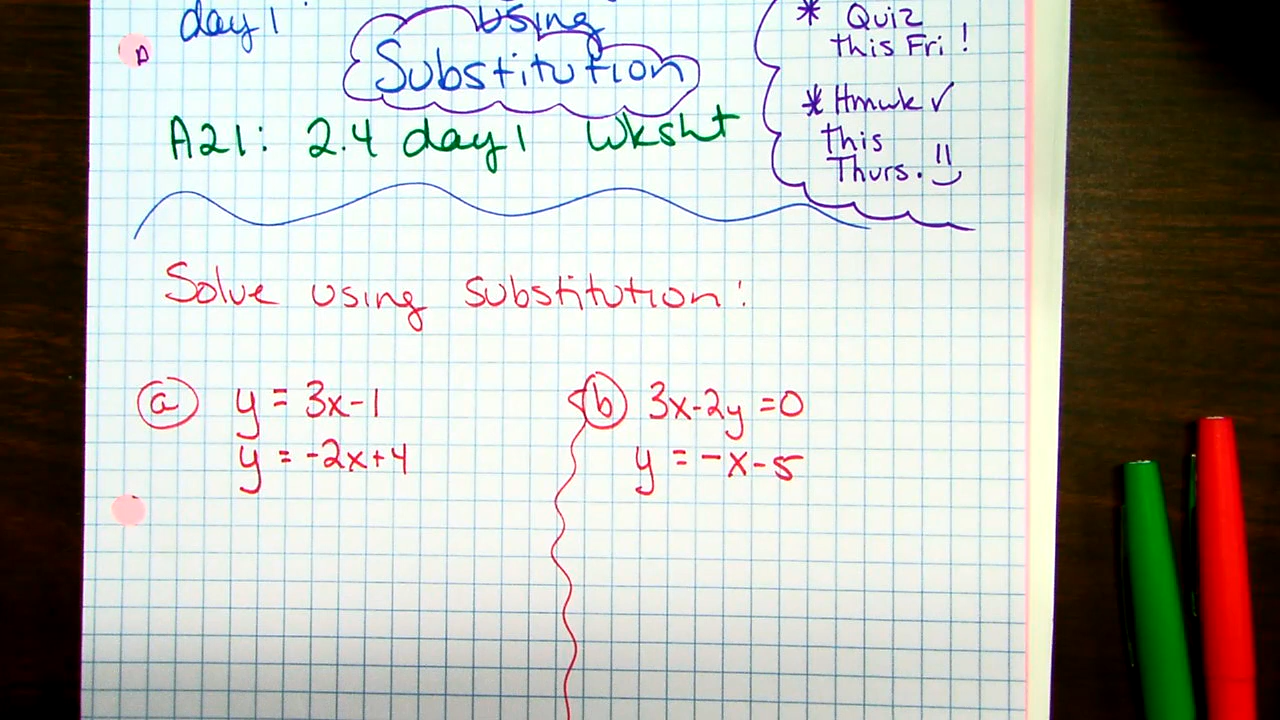 day 1
Using
Substitution
A21: 2.4 day 1 Wksht
* Quiz
this Fri!
* Hmwk ✓
this
Thurs.!!
Solve using substitution:
a y = 3x-1
y = -2x+4
b 3x-2y=0
y = -x-5